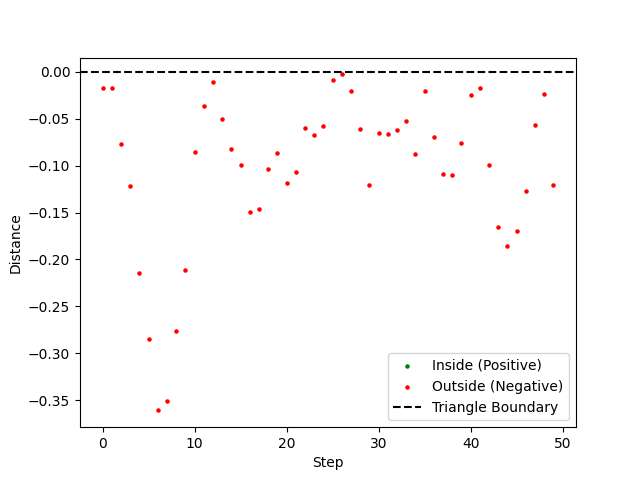 0.00
−0.05
−0.10
−0.15
−0.20
−0.25
−0.30
−0.35
Distance
0 10 20 30 40 50
Step
Inside (Positive)
Outside (Negative)
Triangle Boundary